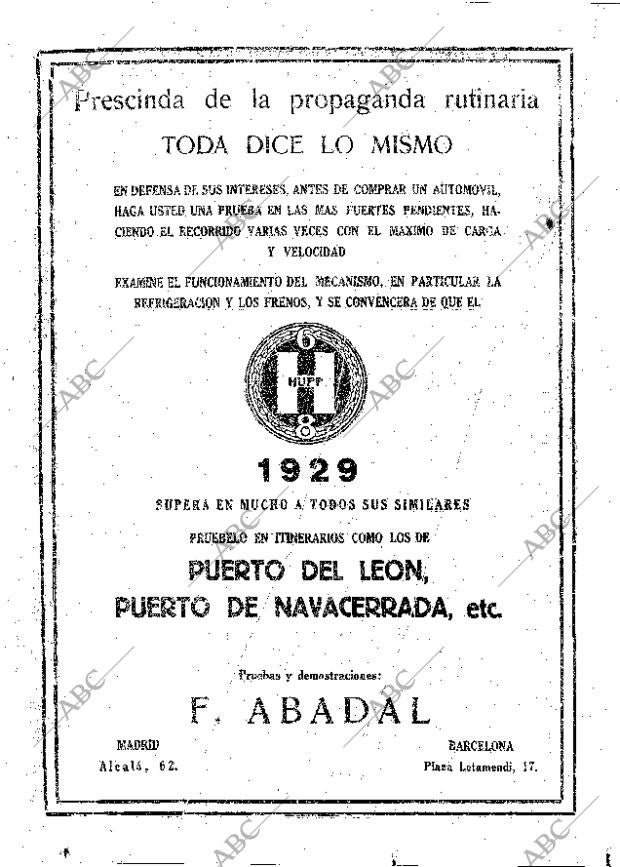 Prescinda de la propaganda rutinaria
TODA DICE LO MISMO
EN DEFENSA DE SUS INTERESES, ANTES DE COMPRAR UN AUTOMOVIL,
HAGA USTED UNA PRUEBA EN LAS MAS FUERTES PENDIENTES, HA-
CIENDO EL RECORRIDO VARIAS VECES CON EL MAXIMO DE CARGA
Y VELOCIDAD
EXAMINE EL FUNCIONAMIENTO DEL MECANISMO, EN PARTICULAR LA
REFRIGERACION Y LOS FRENOS, Y SE CONVENCERA DE QUE EL
6
HUPP
8
1929
SUPERA EN MUCHO A TODOS SUS SIMILARES
PRUEBELO EN ITINERARIOS COMO LOS DE
PUERTO DEL LEON,
PUERTO DE NAVACERRADA, etc.
Pruebas y demostraciones:
F. ABADAL
MADRID
Alcalá, 62.
BARCELONA
Plaza Letamendi, 17.